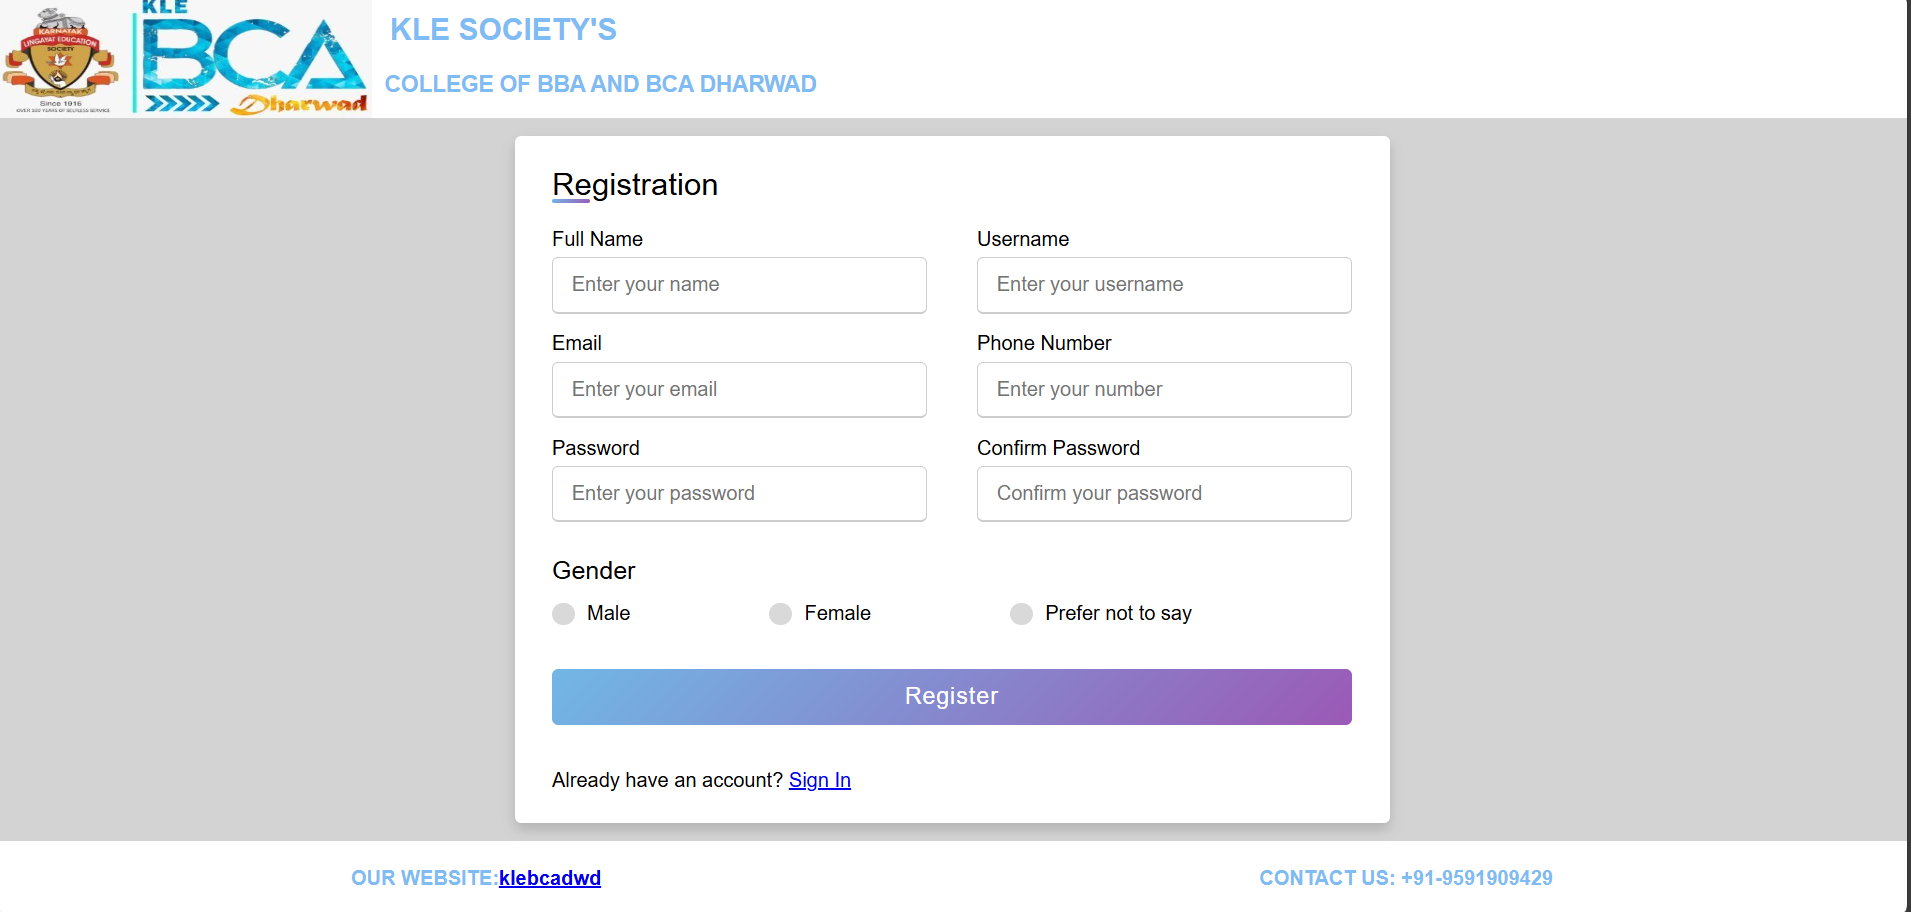 KARNATAK
LINGAYAT EDUCATION
SOCIETY
Since 1916
KLE
BCA
Dharwad
KLE SOCIETY'S
COLLEGE OF BBA AND BCA DHARWAD
Registration
Full Name Username
Enter your name Enter your username
Email Phone Number
Enter your email Enter your number
Password Confirm Password
Enter your password Confirm your password
Gender
Male Female Prefer not to say
Register
Already have an account? Sign In
OUR WEBSITE:klebcadwd CONTACT US: +91-9591909429